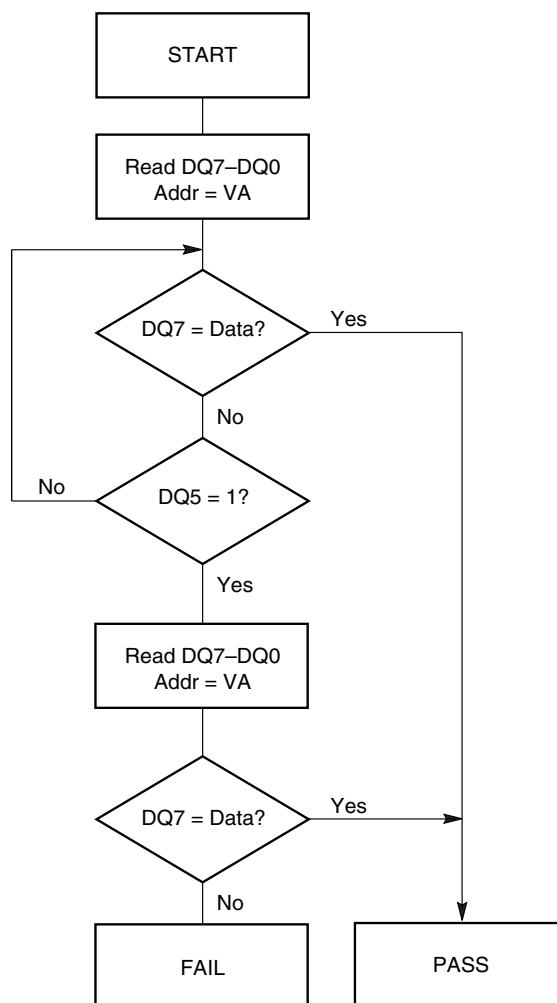 START
Read DQ7–DQ0
Addr = VA
DQ7 = Data?
Yes
No
No
DQ5 = 1?
Yes
Read DQ7–DQ0
Addr = VA
DQ7 = Data?
Yes
No
FAIL
PASS